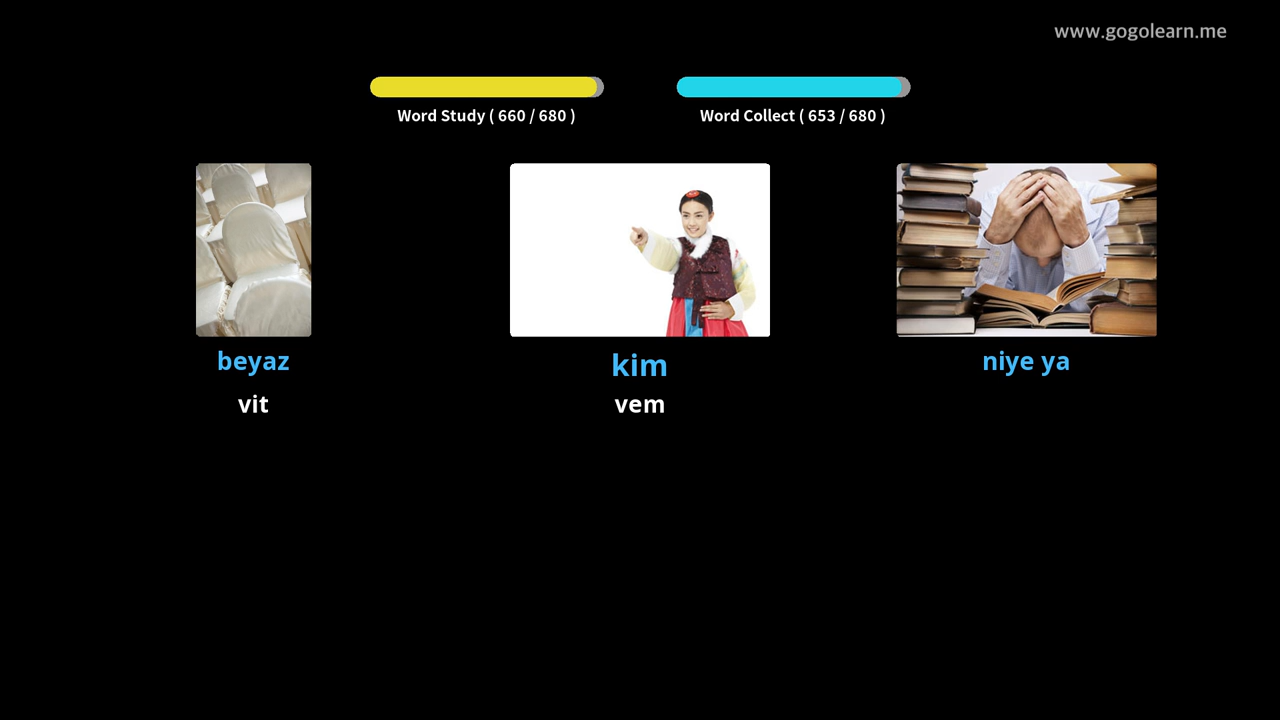 www.gogolearn.me
Word Study ( 660 / 680 )
Word Collect ( 653 / 680 )
beyaz
kim
niye ya
vit
vem